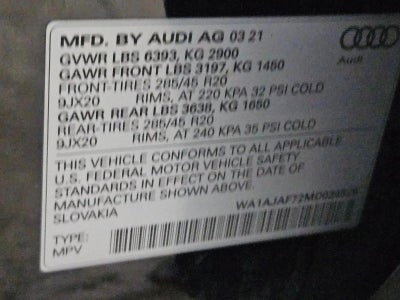 MFD. BY AUDI AG 03 21
GVWR LBS 6393, KG 2900
GAWR FRONT LBS 3197, KG 1450
FRONT-TIRES 285/45 R20
9JX20 RIMS, AT 220 KPA 32 PSI COLD
GAWR REAR LBS 3638, KG 1650
REAR-TIRES 285/45 R20
9JX20 RIMS, AT 240 KPA 35 PSI COLD
THIS VEHICLE CONFORMS TO ALL APPLICABLE
U.S. FEDERAL MOTOR VEHICLE SAFETY
STANDARDS IN EFFECT ON THE DATE OF
MANUFACTURE SHOWN ABOVE
SLOVAKIA
TYPE:
MPV
Audi